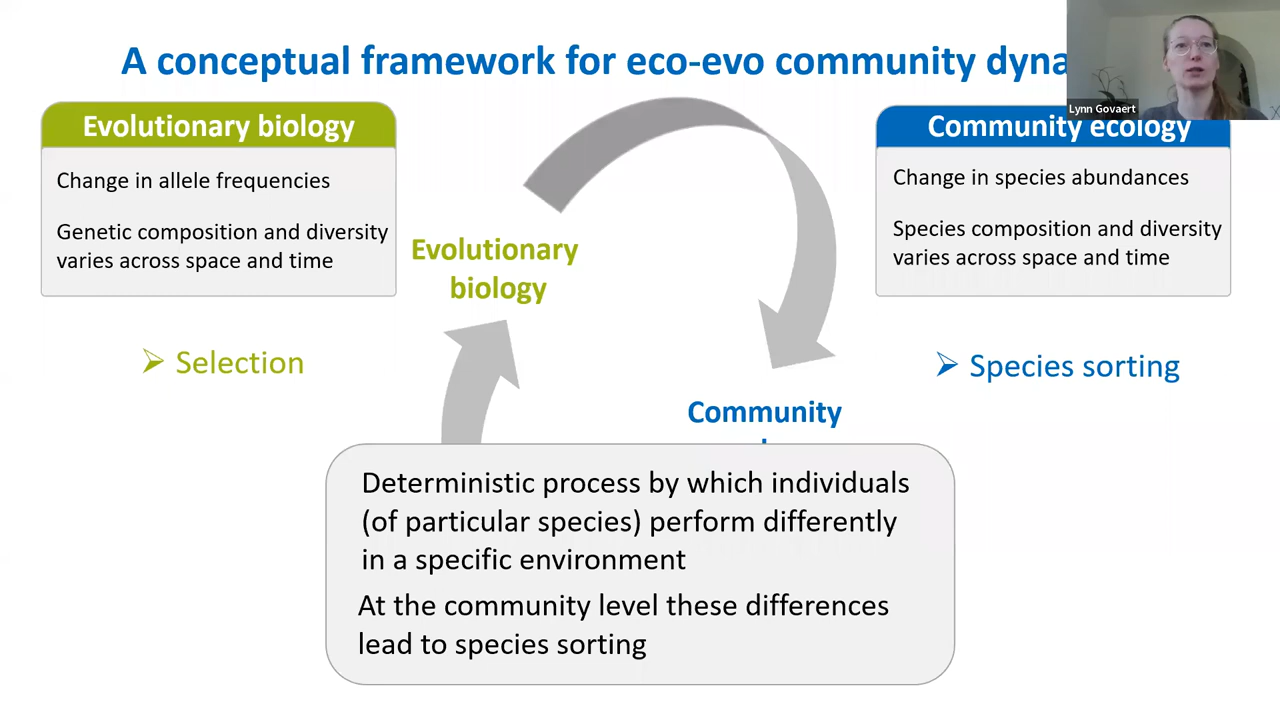 A conceptual framework for eco-evo community dyna
Lynn Govaert
Evolutionary biology
Change in allele frequencies
Genetic composition and diversity
varies across space and time
Selection
Evolutionary
biology
Community ecology
Change in species abundances
Species composition and diversity
varies across space and time
Species sorting
Community
Deterministic process by which individuals
(of particular species) perform differently
in a specific environment
At the community level these differences
lead to species sorting